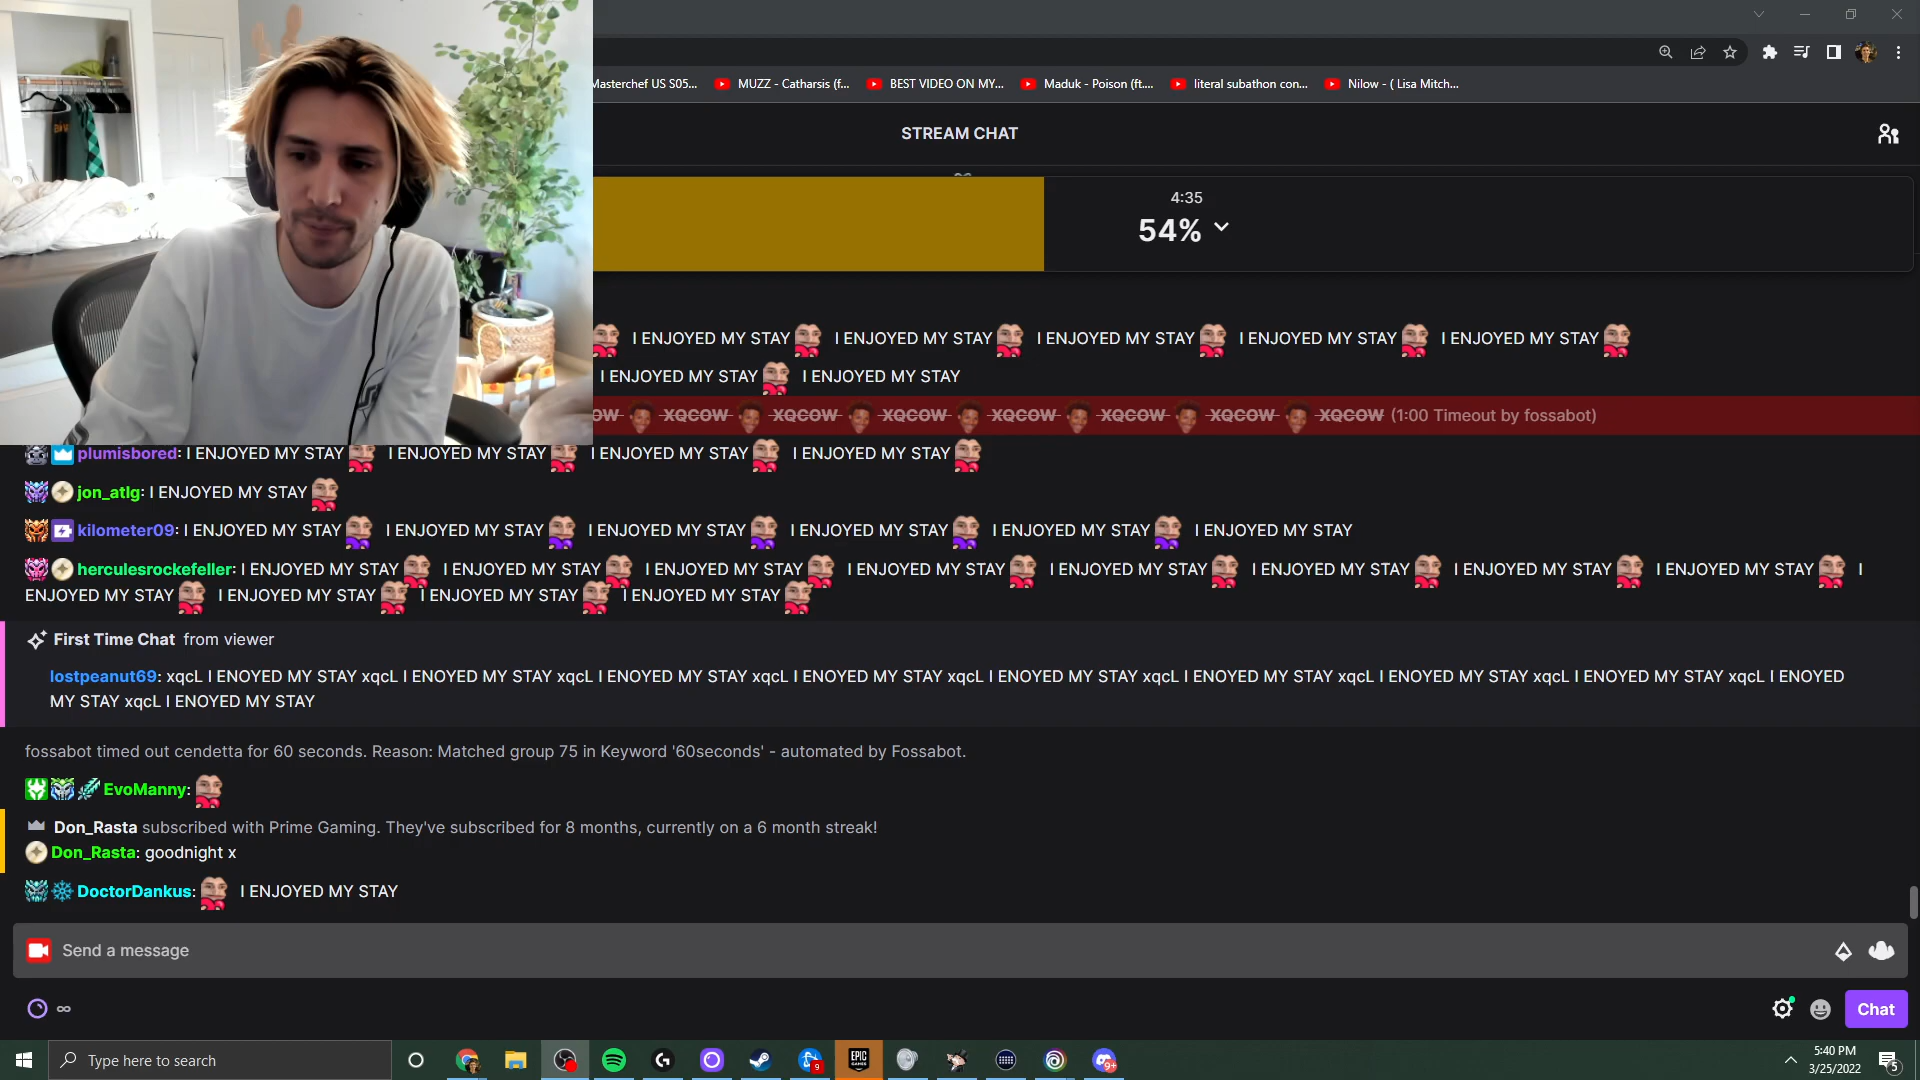 Masterchef US S05... MUZZ - Catharsis (f... BEST VIDEO ON MY... Maduk - Poison (ft.... literal subathon con... Nilow - ( Lisa Mitch...
STREAM CHAT
4:35
54%
I ENJOYED MY STAY I ENJOYED MY STAY I ENJOYED MY STAY I ENJOYED MY STAY I ENJOYED MY STAY
I ENJOYED MY STAY I ENJOYED MY STAY
OW XQCOW XQCOW XQCOW XQCOW XQCOW XQCOW XQCOW (1:00 Timeout by fossabot)
plumisbored: I ENJOYED MY STAY I ENJOYED MY STAY I ENJOYED MY STAY I ENJOYED MY STAY
jon_atlg: I ENJOYED MY STAY
kilometer09: I ENJOYED MY STAY I ENJOYED MY STAY I ENJOYED MY STAY I ENJOYED MY STAY I ENJOYED MY STAY I ENJOYED MY STAY
herculesrockefeller: I ENJOYED MY STAY I ENJOYED MY STAY I ENJOYED MY STAY I ENJOYED MY STAY I ENJOYED MY STAY I ENJOYED MY STAY I ENJOYED MY STAY I ENJOYED MY STAY I
ENJOYED MY STAY I ENJOYED MY STAY I ENJOYED MY STAY I ENJOYED MY STAY
First Time Chat from viewer
lostpeanut69: xqcL I ENOYED MY STAY xqcL I ENOYED MY STAY xqcL I ENOYED MY STAY xqcL I ENOYED MY STAY xqcL I ENOYED MY STAY xqcL I ENOYED MY STAY xqcL I ENOYED MY STAY xqcL I ENOYED MY STAY xqcL I ENOYED
MY STAY xqcL I ENOYED MY STAY
fossabot timed out cendetta for 60 seconds. Reason: Matched group 75 in Keyword '60seconds' - automated by Fossabot.
EvoManny:
Don_Rasta subscribed with Prime Gaming. They've subscribed for 8 months, currently on a 6 month streak!
Don_Rasta: goodnight x
DoctorDankus: I ENJOYED MY STAY
Send a message
∞
Chat
Type here to search
9
EPIC GAMES
9+
5:40 PM
3/25/2022
5